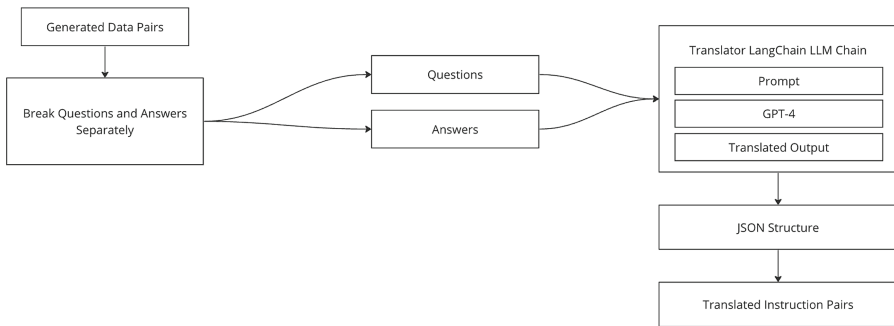 Generated Data Pairs
Break Questions and Answers
Separately
Questions
Answers
Translator LangChain LLM Chain
Prompt
GPT-4
Translated Output
JSON Structure
Translated Instruction Pairs